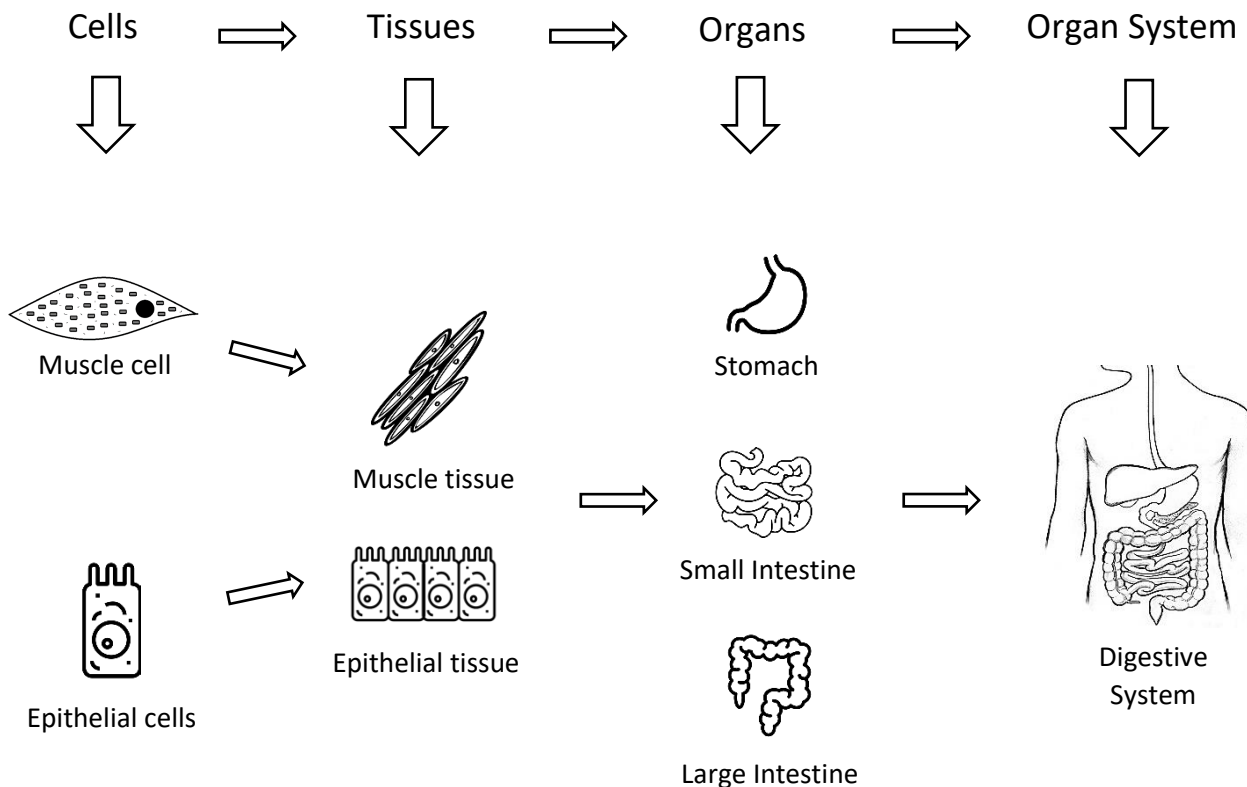 Cells
Tissues
Organs
Organ System
Muscle cell
Stomach
Muscle tissue
Small Intestine
Epithelial tissue
Epithelial cells
Digestive
System
Large Intestine